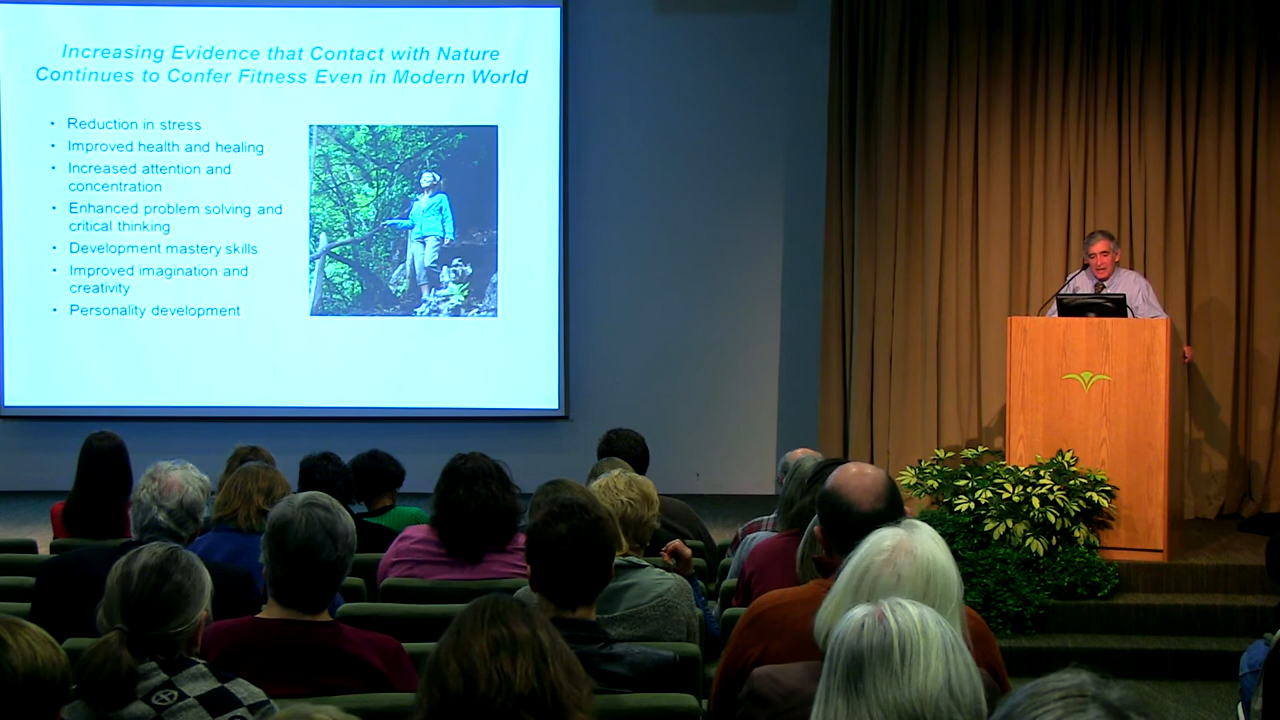 Increasing Evidence that Contact with Nature
Continues to Confer Fitness Even in Modern World
• Reduction in stress
• Improved health and healing
• Increased attention and
concentration
• Enhanced problem solving and
critical thinking
• Development mastery skills
• Improved imagination and
creativity
• Personality development